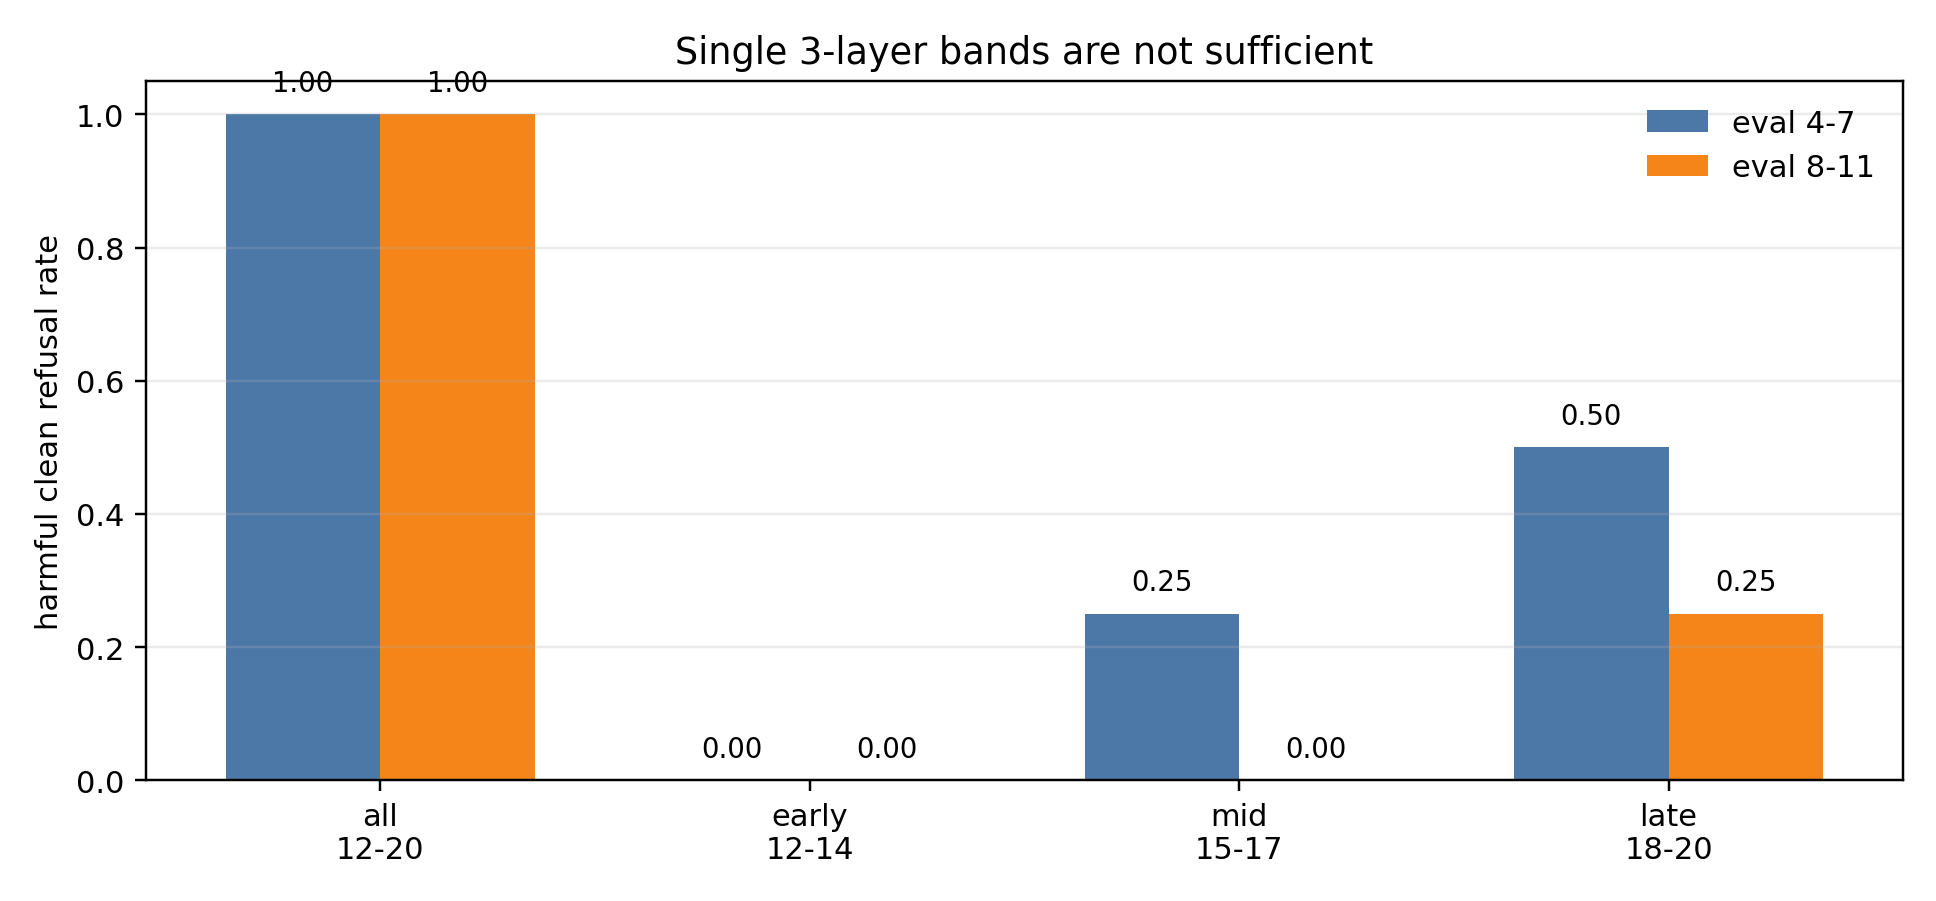 Single 3-layer bands are not sufficient
1.00 1.00
eval 4-7
eval 8-11
harmful clean refusal rate
1.0
0.8
0.6
0.4
0.2
0.0
0.00 0.00
0.25 0.00
0.50 0.25
all
12-20
early
12-14
mid
15-17
late
18-20